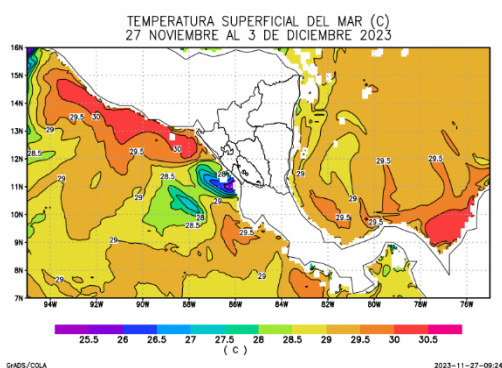 TEMPERATURA SUPERFICIAL DEL MAR (C)
27 NOVIEMBRE AL 3 DE DICIEMBRE 2023
16N
15N
14N
13N
12N
11N
10N
9N
8N
7N
29
29.5
30
28.5
29
29.5
30
28
28.5
29
28
28.5
29
29.5
29
29
29
29
29.5
29.5
29.5
29.5
29.5
29
94W 92W 90W 88W 86W 84W 82W 80W 78W 76W
25.5 26 26.5 27 27.5 28 28.5 29 29.5 30 30.5
(C)
GrADS/COLA 2023-11-27-09:24